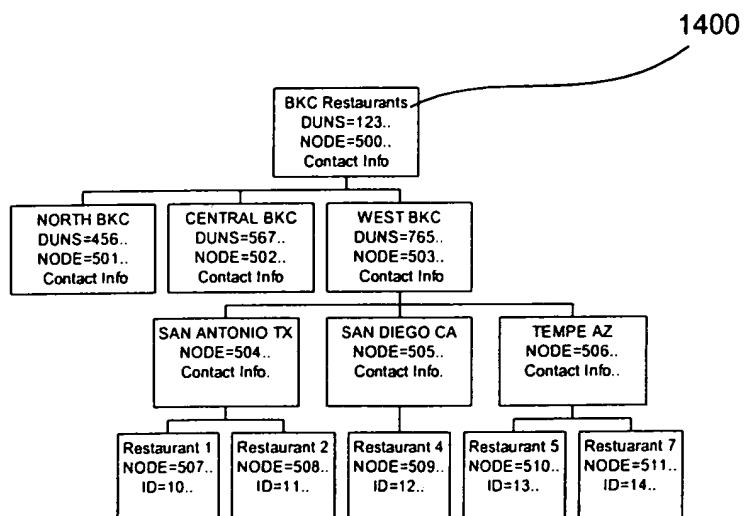 1400
BKC Restaurants
DUNS=123..
NODE=500..
Contact Info
NORTH BKC
DUNS=456..
NODE=501..
Contact Info
CENTRAL BKC
DUNS=567..
NODE=502..
Contact Info
WEST BKC
DUNS=765..
NODE=503..
Contact Info
SAN ANTONIO TX
NODE=504..
Contact Info.
SAN DIEGO CA
NODE=505..
Contact Info.
TEMPE AZ
NODE=506..
Contact Info..
Restaurant 1
NODE=507..
ID=10..
Restaurant 2
NODE=508..
ID=11..
Restaurant 4
NODE=509..
ID=12..
Restaurant 5
NODE=510..
ID=13..
Restuarant 7
NODE=511..
ID=14..